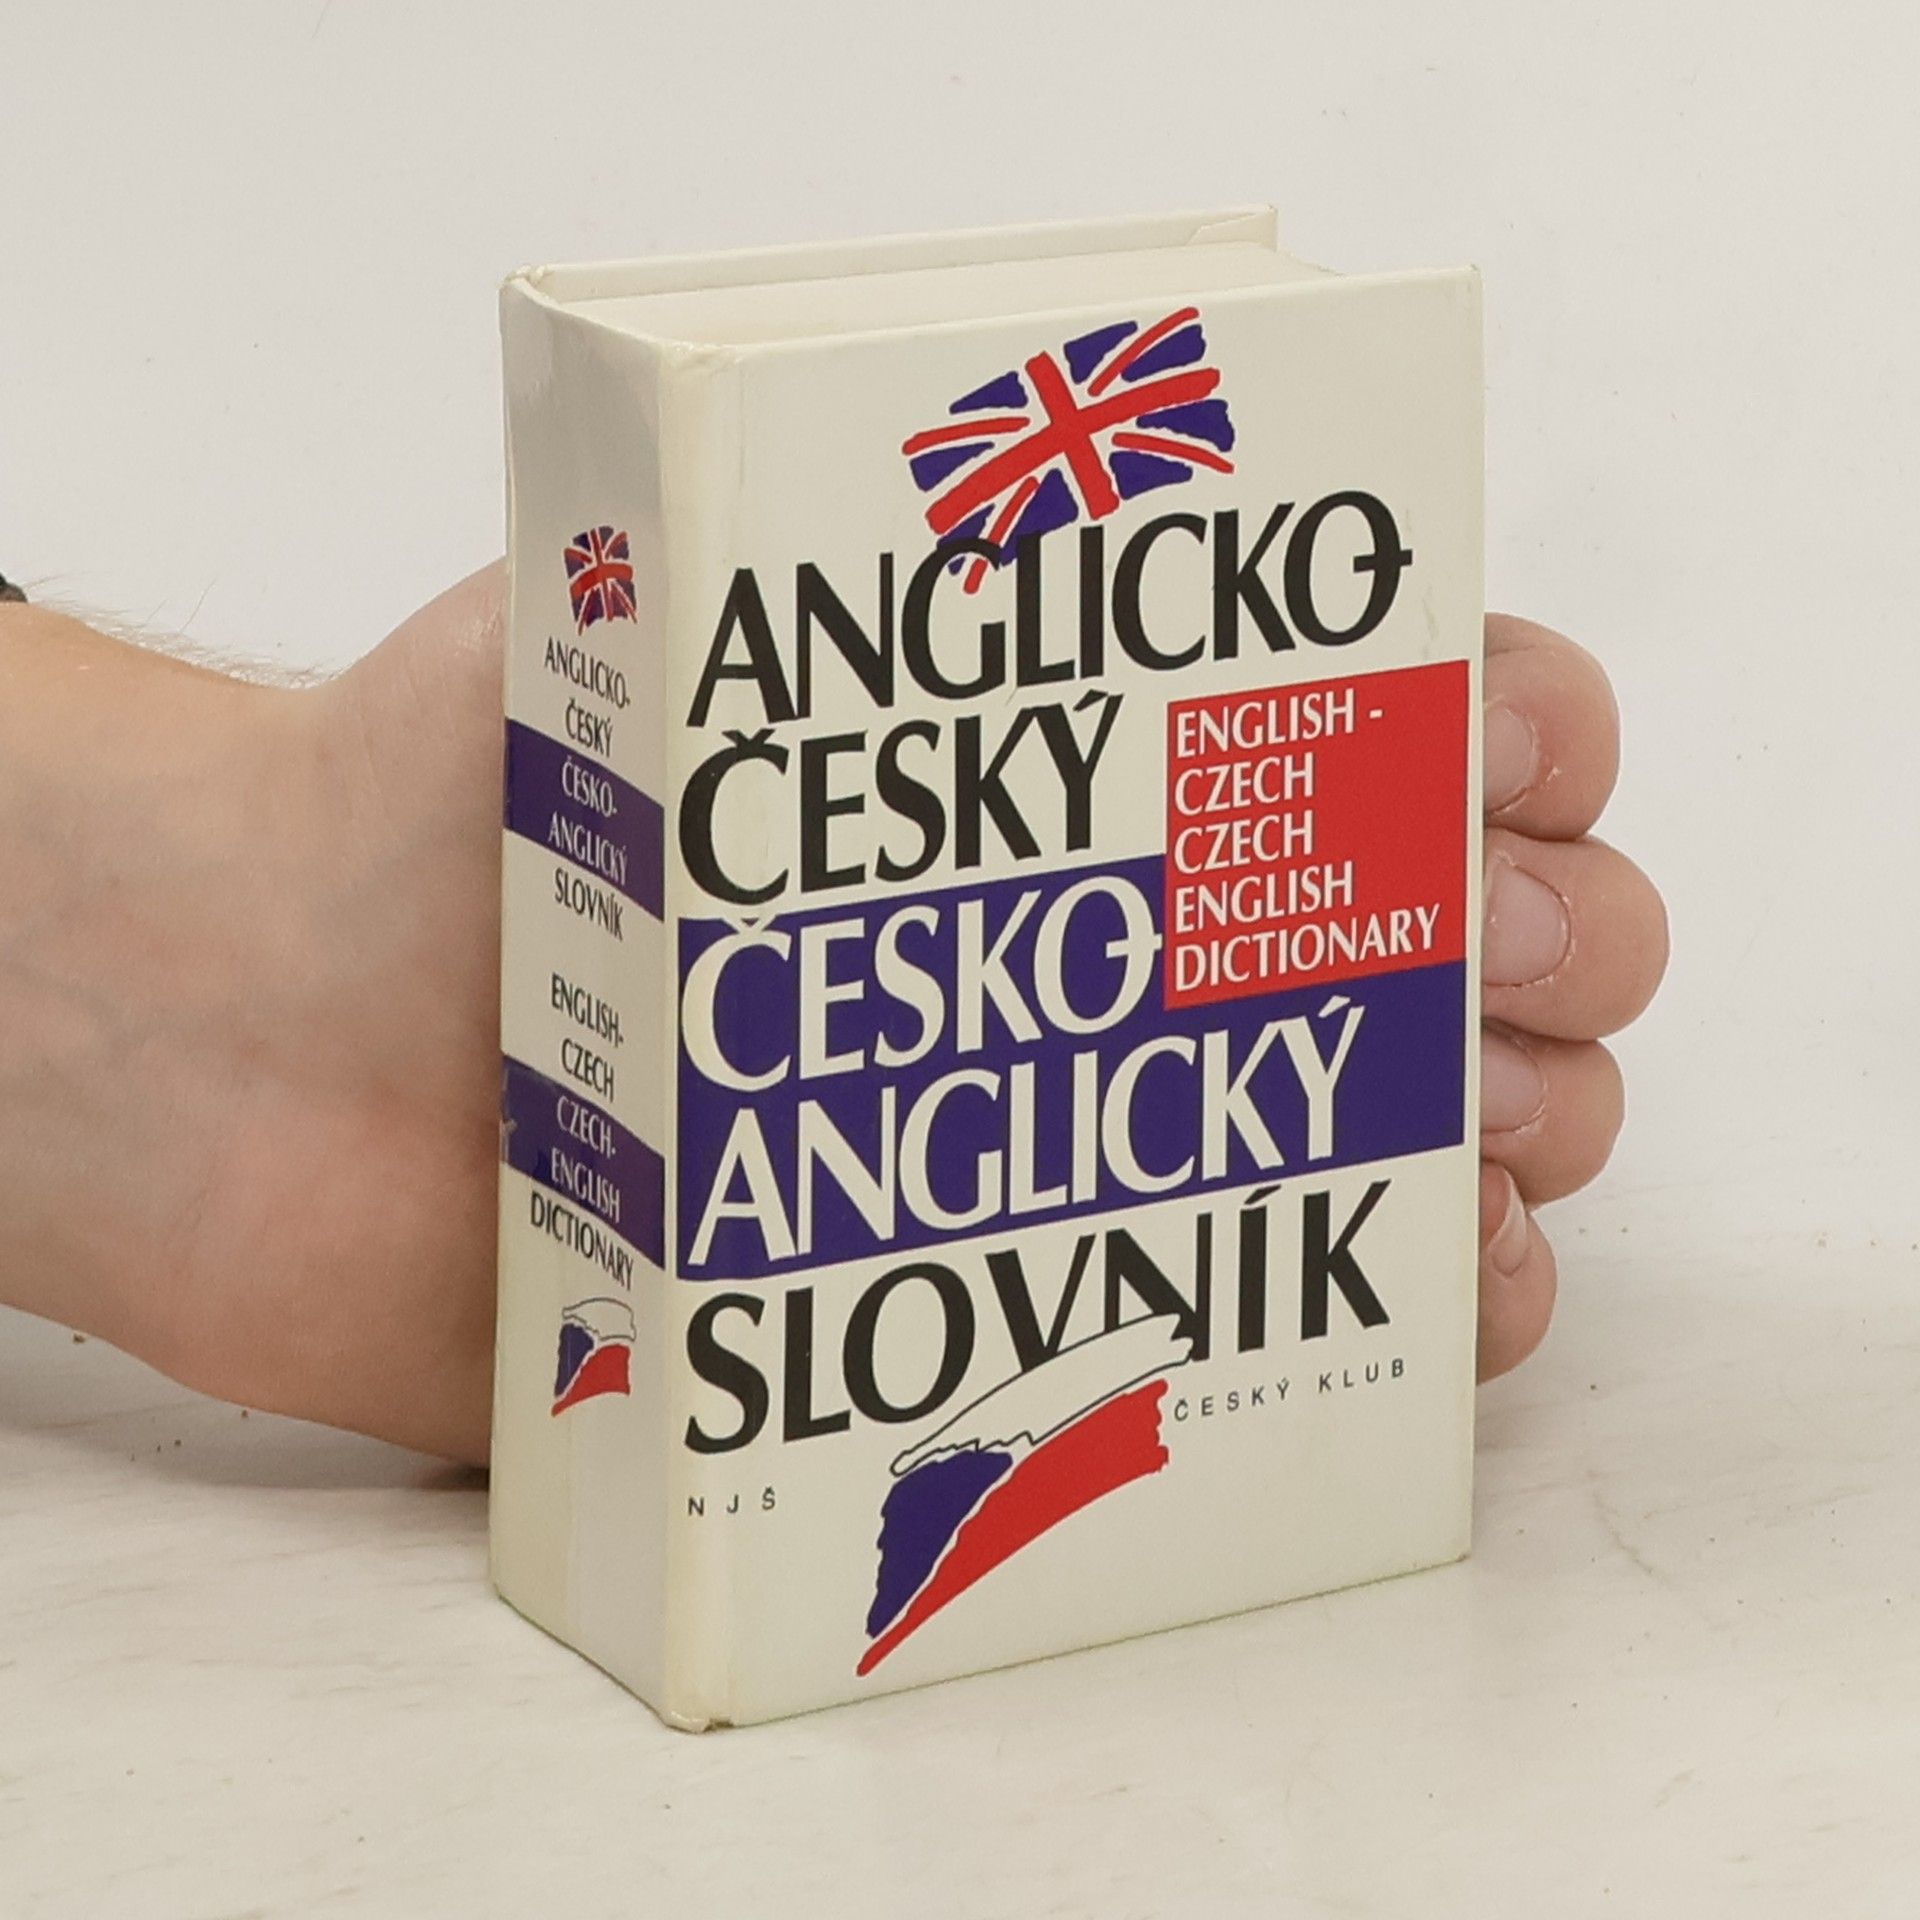 ANGLICKO-
ČESKÝ
ČESKO-
ANGLICKÝ
SLOVNÍK
ENGLISH-
CZECH
CZECH-
ENGLISH
DICTIONARY
ANGLICKO-
ČESKÝ
ENGLISH -
CZECH
CZECH
ENGLISH
DICTIONARY
ČESKO-
ANGLICKÝ
SLOVNÍK
ČESKÝ KLUB
NJŠ